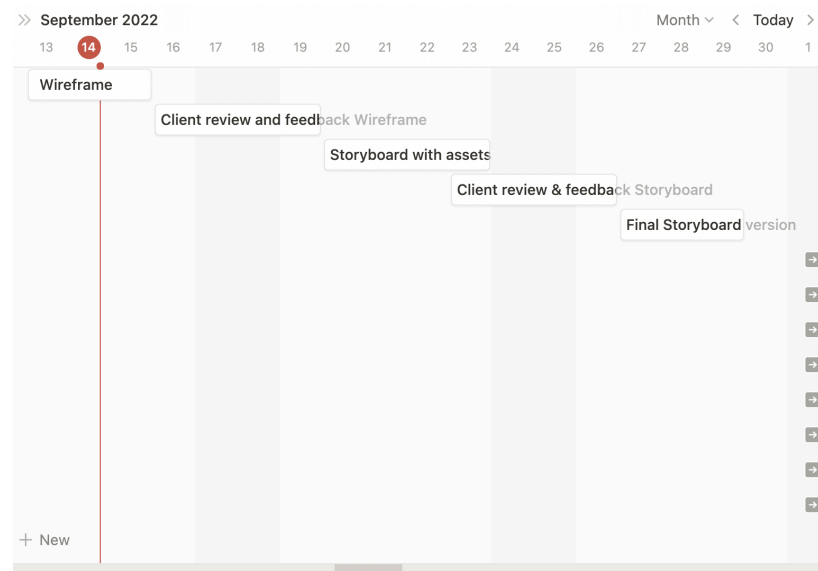 September 2022 Month Today
13 14 15 16 17 18 19 20 21 22 23 24 25 26 27 28 29 30 1
Wireframe
Client review and feedback Wireframe
Storyboard with assets
Client review & feedback Storyboard
Final Storyboard version
New